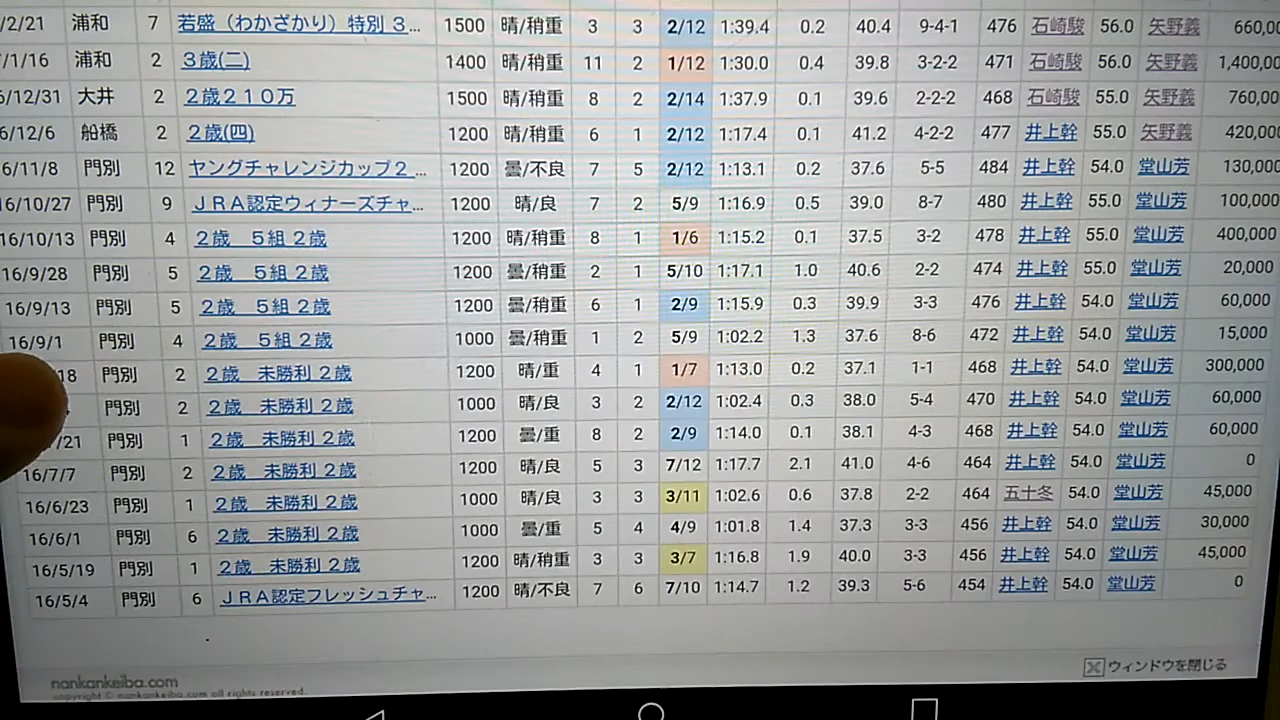 /2/21 浦和 7 若盛（わかざかり）特別 3... 1500 晴/稍重 3 3 2/12 1:39.4 0.2 40.4 9-4-1 476 石崎駿 56.0 矢野義 660,00
/1/16 浦和 2 3歳(二) 1400 晴/稍重 11 2 1/12 1:30.0 0.4 39.8 3-2-2 471 石崎駿 56.0 矢野義 1,400,00
6/12/31 大井 2 2歳210万 1500 晴/稍重 8 2 2/14 1:37.9 0.1 39.6 2-2-2 468 石崎駿 55.0 矢野義 760,00
6/12/6 船橋 2 2歳(四) 1200 晴/稍重 6 1 2/12 1:17.4 0.1 41.2 4-2-2 477 井上幹 55.0 矢野義 420,000
6/11/8 門別 12 ヤングチャレンジカップ2... 1200 曇/不良 7 5 2/12 1:13.1 0.2 37.6 5-5 484 井上幹 54.0 堂山芳 130,000
16/10/27 門別 9 JRA認定ウィナーズチャ... 1200 晴/良 7 2 5/9 1:16.9 0.5 39.0 8-7 480 井上幹 55.0 堂山芳 100,000
16/10/13 門別 4 2歳　5組 2歳 1200 晴/稍重 8 1 1/6 1:15.2 0.1 37.5 3-2 478 井上幹 55.0 堂山芳 400,000
16/9/28 門別 5 2歳　5組 2歳 1200 曇/稍重 2 1 5/10 1:17.1 1.0 40.6 2-2 474 井上幹 55.0 堂山芳 20,000
16/9/13 門別 5 2歳　5組 2歳 1200 曇/稍重 6 1 2/9 1:15.9 0.3 39.9 3-3 476 井上幹 54.0 堂山芳 60,000
16/9/1 門別 4 2歳　5組 2歳 1000 曇/稍重 1 2 5/9 1:02.2 1.3 37.6 8-6 472 井上幹 54.0 堂山芳 15,000
18 門別 2 2歳　未勝利 2歳 1200 晴/重 4 1 1/7 1:13.0 0.2 37.1 1-1 468 井上幹 54.0 堂山芳 300,000
門別 2 2歳　未勝利 2歳 1000 晴/良 3 2 2/12 1:02.4 0.3 38.0 5-4 470 井上幹 54.0 堂山芳 60,000
/21 門別 1 2歳　未勝利 2歳 1200 曇/重 8 2 2/9 1:14.0 0.1 38.1 4-3 468 井上幹 54.0 堂山芳 60,000
16/7/7 門別 2 2歳　未勝利 2歳 1200 晴/良 5 3 7/12 1:17.7 2.1 41.0 4-6 464 井上幹 54.0 堂山芳 0
16/6/23 門別 1 2歳　未勝利 2歳 1000 晴/良 3 3 3/11 1:02.6 0.6 37.8 2-2 464 五十冬 54.0 堂山芳 45,000
16/6/1 門別 6 2歳　未勝利 2歳 1000 曇/重 5 4 4/9 1:01.8 1.4 37.3 3-3 456 井上幹 54.0 堂山芳 30,000
16/5/19 門別 1 2歳　未勝利 2歳 1200 晴/稍重 3 3 3/7 1:16.8 1.9 40.0 3-3 456 井上幹 54.0 堂山芳 45,000
16/5/4 門別 6 JRA認定フレッシュチャ... 1200 晴/不良 7 6 7/10 1:14.7 1.2 39.3 5-6 454 井上幹 54.0 堂山芳 0
ウィンドウを閉じる
nankankeiba.com
copyright © nankankeiba.com all rights reserved.